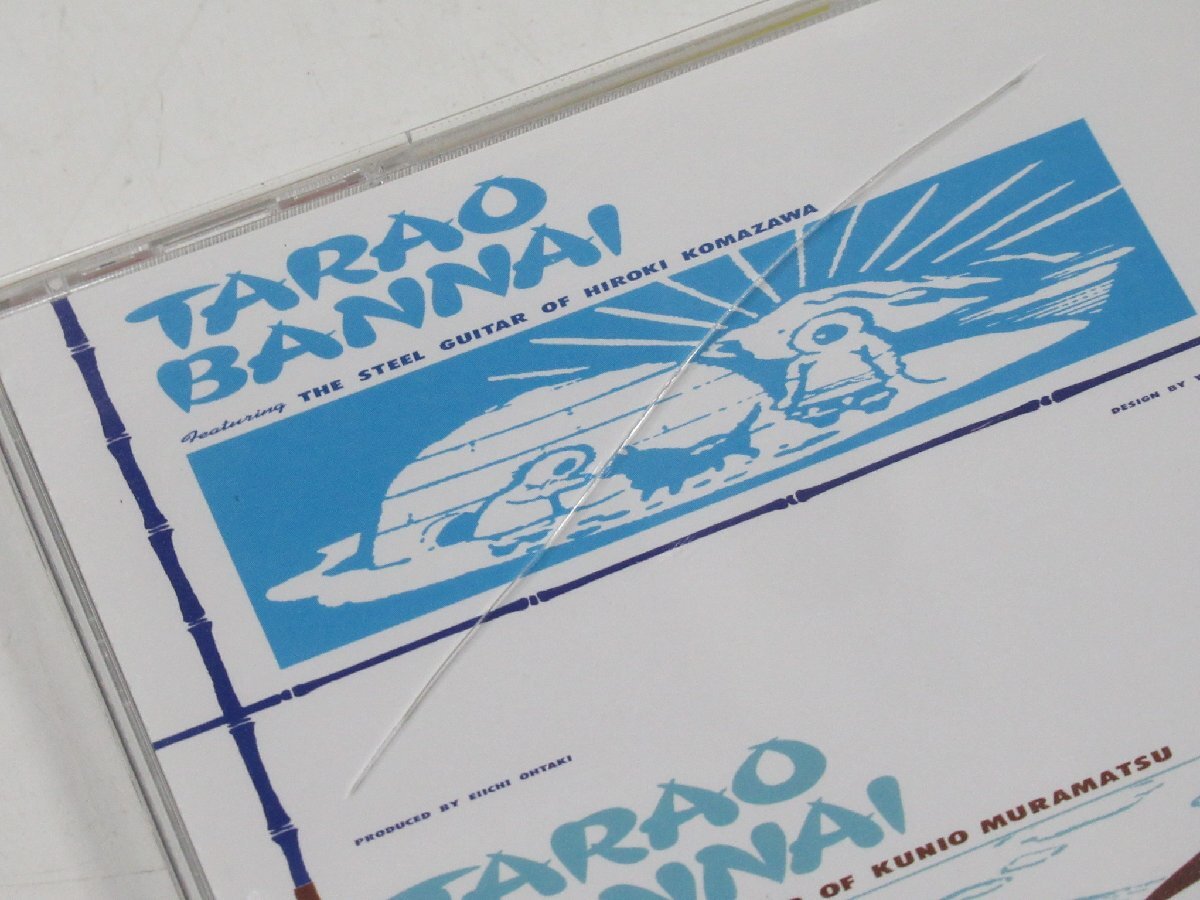 TARAO
BANNAI
Featuring THE STEEL GUITAR OF HIROKI KOMAZAWA
DESIGN BY
PRODUCED BY EIICHI OHTAKI
TARAO
BANNAI
OF KUNIO MURAMATSU